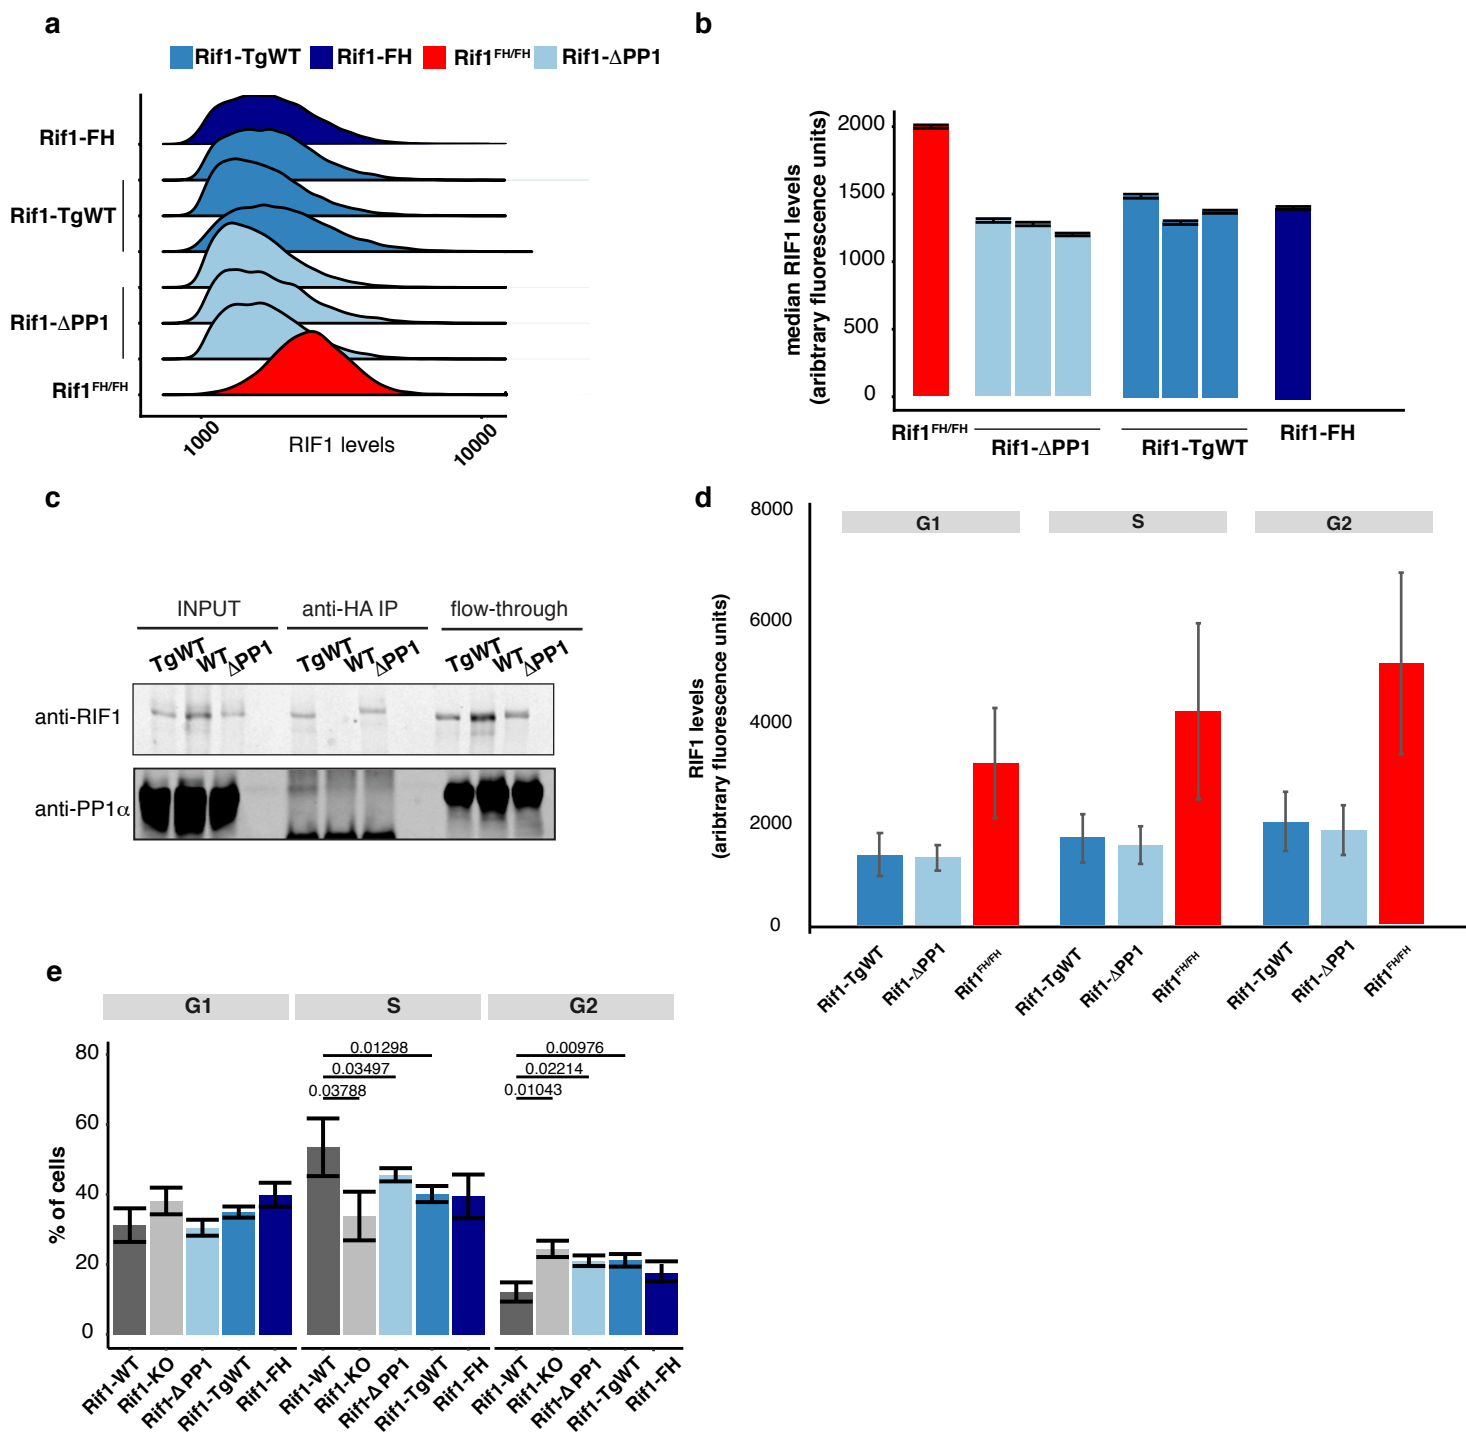 a
Rif1-TgWT Rif1-FH Rif1FH/FH Rif1-ΔPP1
Rif1-FH
Rif1-TgWT
Rif1-ΔPP1
Rif1FH/FH
1000
10000
RIF1 levels
b
median RIF1 levels
(aribtrary fluorescence units)
2000
1500
1000
500
0
Rif1FH/FH
Rif1-ΔPP1
Rif1-TgWT
Rif1-FH
c
INPUT anti-HA IP flow-through
TgWT WT ΔPP1 TgWT WT ΔPP1 TgWT WT ΔPP1
anti-RIF1
anti-PP1α
d
RIF1 levels
(aribtrary fluorescence units)
8000
6000
4000
2000
0
G1 S G2
Rif1-TgWT Rif1-ΔPP1 Rif1FH/FH Rif1-TgWT Rif1-ΔPP1 Rif1FH/FH Rif1-TgWT Rif1-ΔPP1 Rif1FH/FH
e
G1 S G2
% of cells
80
60
40
20
0
0.01298
0.03497
0.03788
0.00976
0.02214
0.01043
Rif1-WT Rif1-KO Rif1-ΔPP1 Rif1-TgWT Rif1-FH Rif1-WT Rif1-KO Rif1-ΔPP1 Rif1-TgWT Rif1-FH Rif1-WT Rif1-KO Rif1-ΔPP1 Rif1-TgWT Rif1-FH